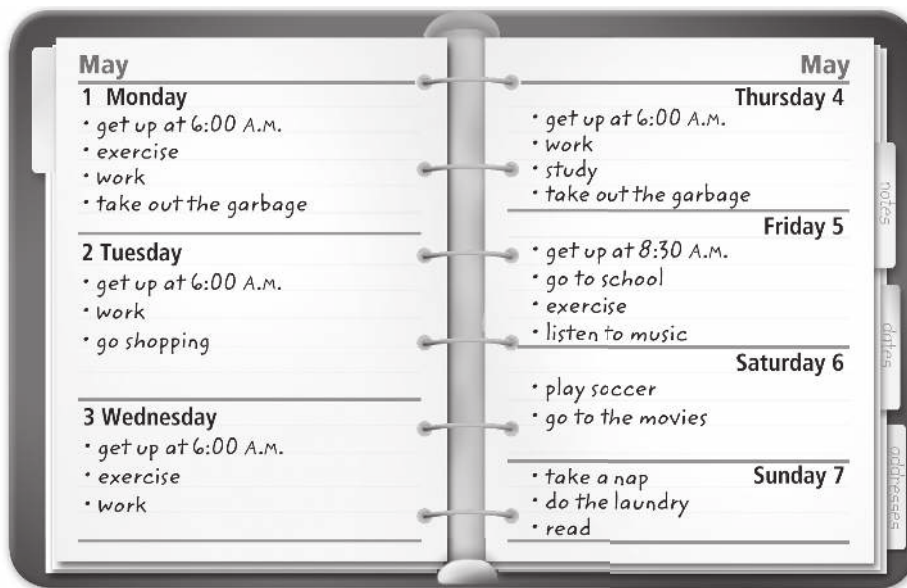 May
1 Monday
• get up at 6:00 A.M.
• exercise
• work
• take out the garbage
2 Tuesday
• get up at 6:00 A.M.
• work
• go shopping
3 Wednesday
• get up at 6:00 A.M.
• exercise
• work
May
Thursday 4
• get up at 6:00 A.M.
• work
• study
• take out the garbage
Friday 5
• get up at 8:30 A.M.
• go to school
• exercise
• listen to music
Saturday 6
• play soccer
• go to the movies
Sunday 7
• take a nap
• do the laundry
• read
notes
dates
addresses